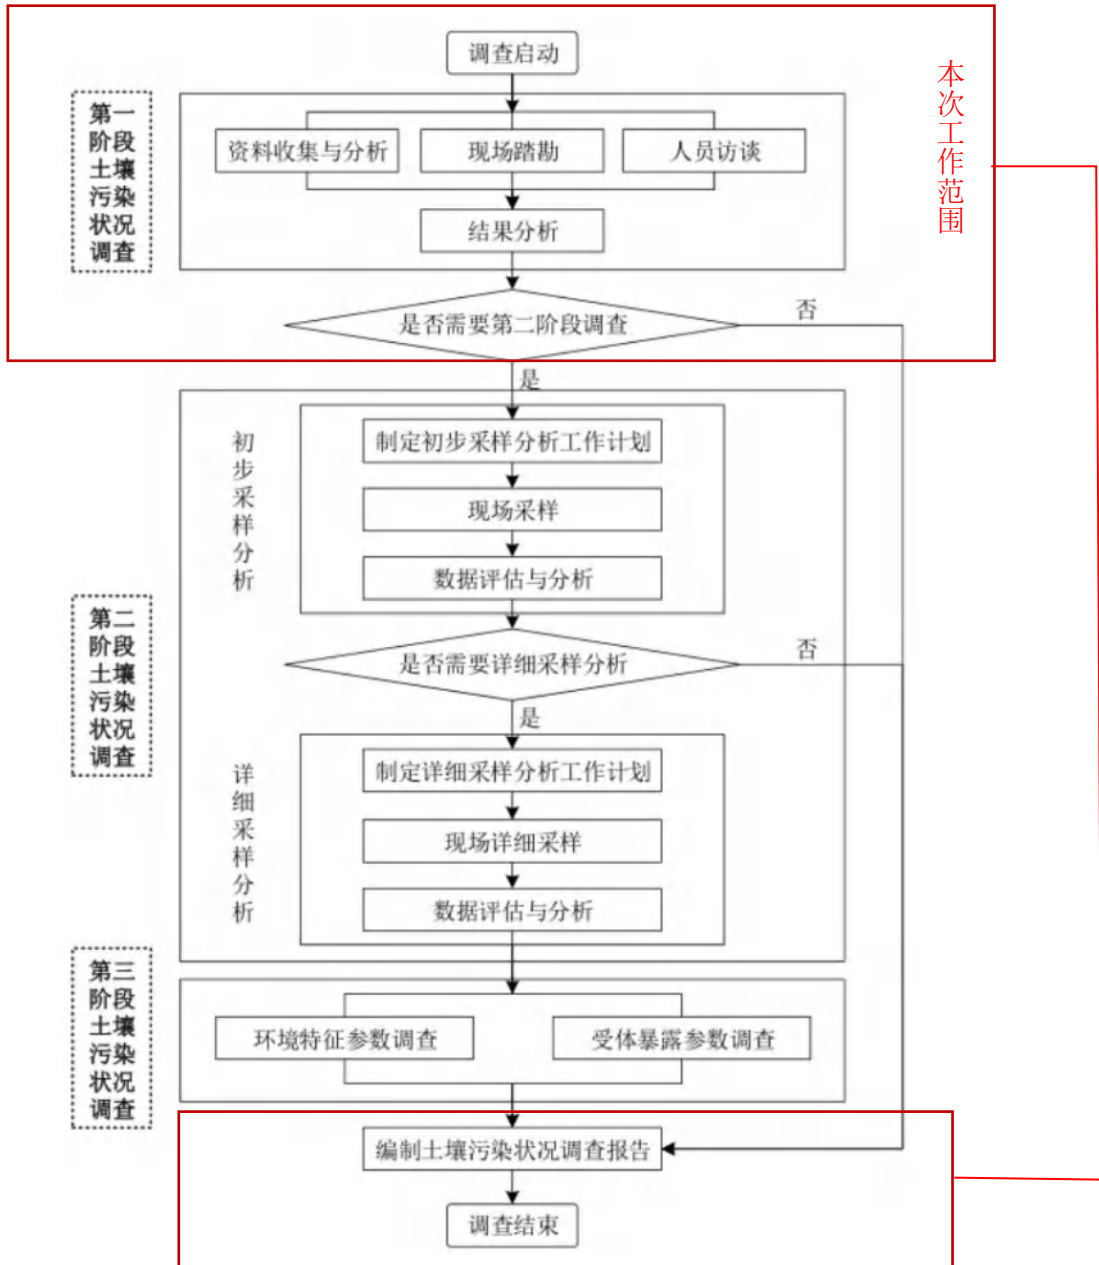 调查启动
本次工作范围
第一
阶段
土壤
污染
状况
调查
资料收集与分析
现场踏勘
人员访谈
结果分析
是否需要第二阶段调查
否
是
初步采样分析
制定初步采样分析工作计划
现场采样
数据评估与分析
第二
阶段
土壤
污染
状况
调查
是否需要详细采样分析
否
是
详细采样分析
制定详细采样分析工作计划
现场详细采样
数据评估与分析
第三
阶段
土壤
污染
状况
调查
环境特征参数调查
受体暴露参数调查
编制土壤污染状况调查报告
调查结束